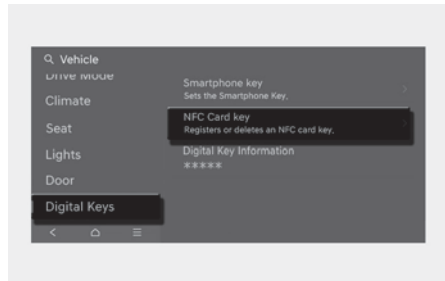 Vehicle
Drive Mode
Climate
Seat
Lights
Door
Digital Keys
Smartphone key
Sets the Smartphone Key.
NFC Card key
Registers or deletes an NFC card key.
Digital Key Information
*****